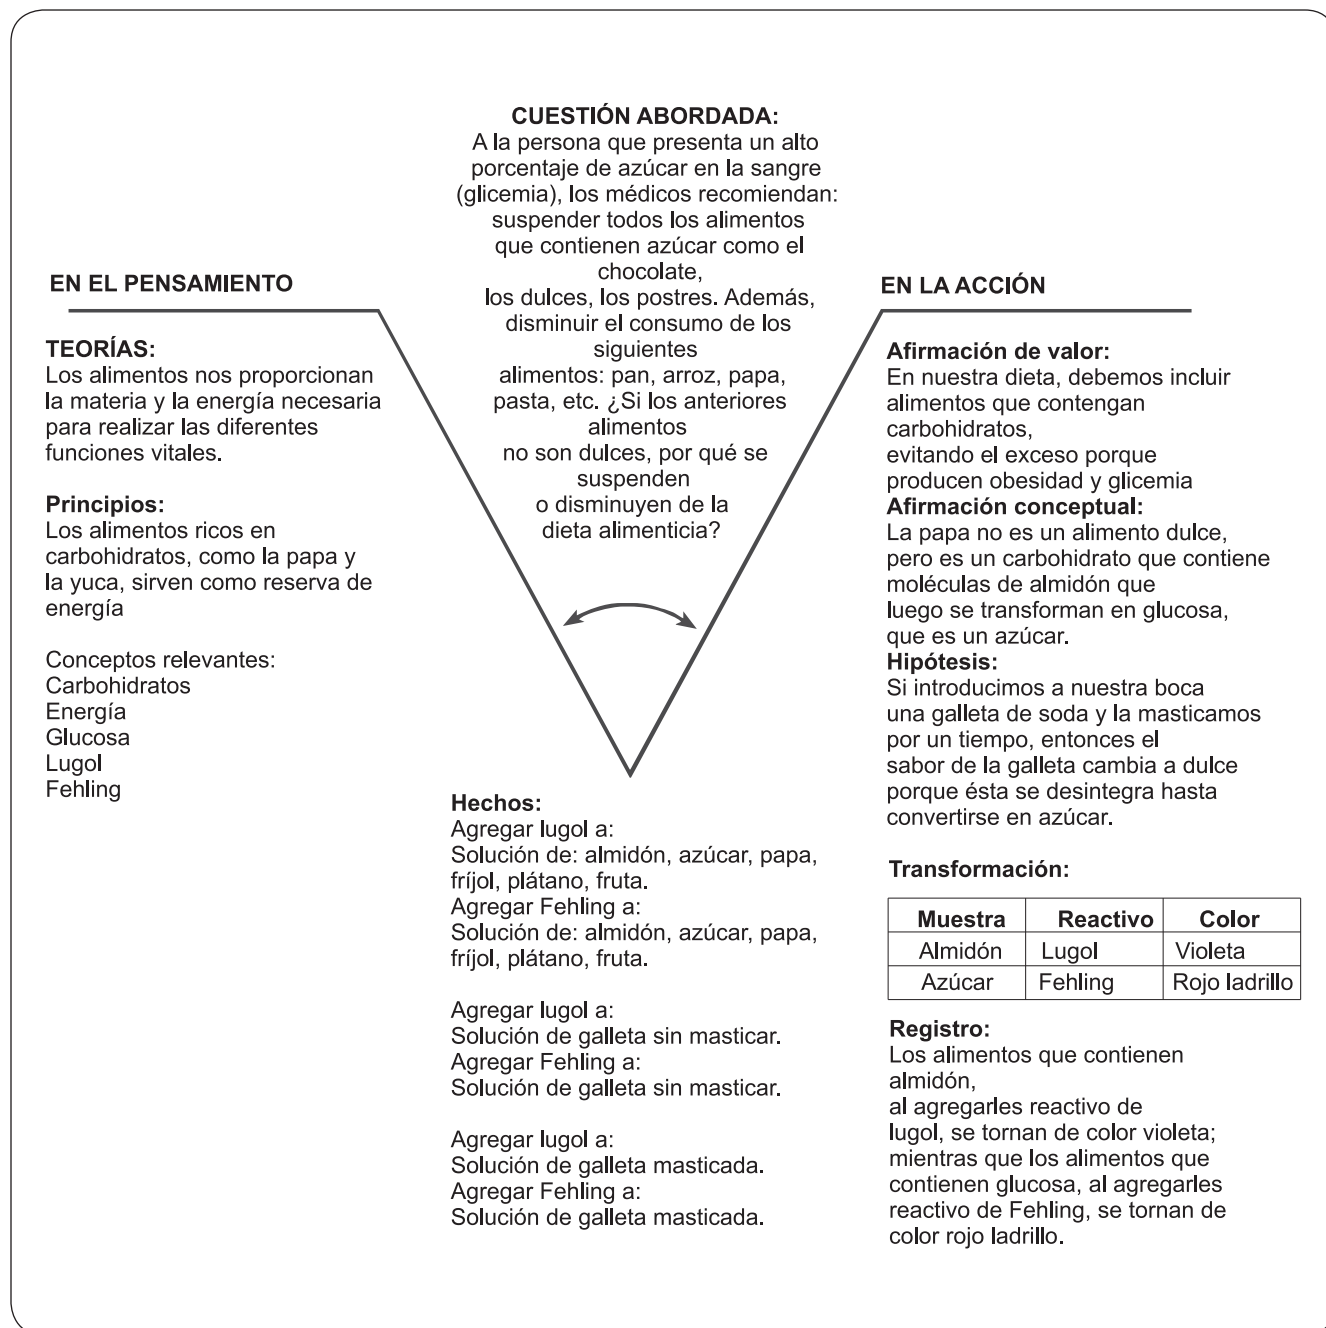 CUESTIÓN ABORDADA:
A la persona que presenta un alto
porcentaje de azúcar en la sangre
(glicemia), los médicos recomiendan:
suspender todos los alimentos
que contienen azúcar como el
chocolate,
los dulces, los postres. Además,
disminuir el consumo de los
siguientes
alimentos: pan, arroz, papa,
pasta, etc. ¿Si los anteriores
alimentos
no son dulces, por qué se
suspenden
o disminuyen de la
dieta alimenticia?
EN EL PENSAMIENTO
TEORÍAS:
Los alimentos nos proporcionan
la materia y la energía necesaria
para realizar las diferentes
funciones vitales.
Principios:
Los alimentos ricos en
carbohidratos, como la papa y
la yuca, sirven como reserva de
energía
Conceptos relevantes:
Carbohidratos
Energía
Glucosa
Lugol
Fehling
Hechos:
Agregar lugol a:
Solución de: almidón, azúcar, papa,
fríjol, plátano, fruta.
Agregar Fehling a:
Solución de: almidón, azúcar, papa,
fríjol, plátano, fruta.
Agregar lugol a:
Solución de galleta sin masticar.
Agregar Fehling a:
Solución de galleta sin masticar.
Agregar lugol a:
Solución de galleta masticada.
Agregar Fehling a:
Solución de galleta masticada.
EN LA ACCIÓN
Afirmación de valor:
En nuestra dieta, debemos incluir
alimentos que contengan
carbohidratos,
evitando el exceso porque
producen obesidad y glicemia
Afirmación conceptual:
La papa no es un alimento dulce,
pero es un carbohidrato que contiene
moléculas de almidón que
luego se transforman en glucosa,
que es un azúcar.
Hipótesis:
Si introducimos a nuestra boca
una galleta de soda y la masticamos
por un tiempo, entonces el
sabor de la galleta cambia a dulce
porque ésta se desintegra hasta
convertirse en azúcar.
Transformación:
Muestra Reactivo Color
Almidón Lugol Violeta
Azúcar Fehling Rojo ladrillo
Registro:
Los alimentos que contienen
almidón,
al agregarles reactivo de
lugol, se tornan de color violeta;
mientras que los alimentos que
contienen glucosa, al agregarles
reactivo de Fehling, se tornan de
color rojo ladrillo.